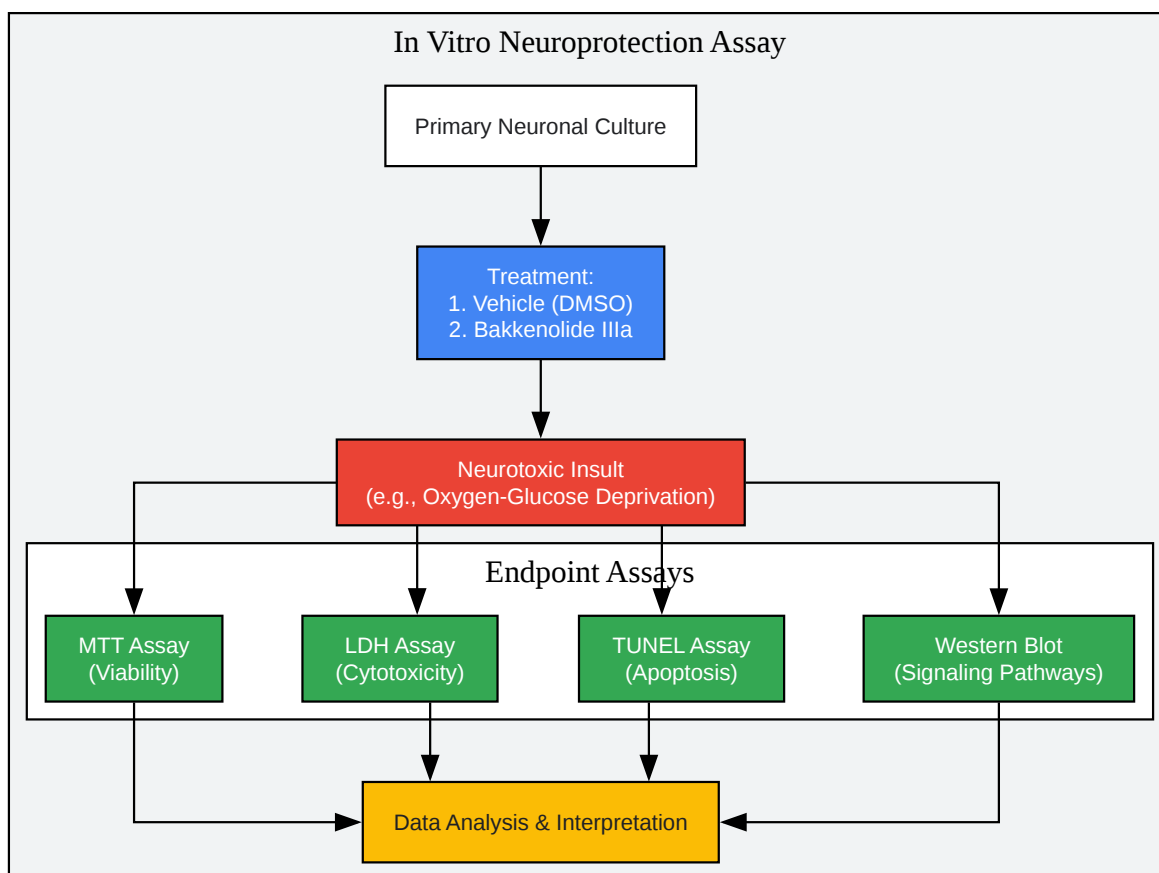 In Vitro Neuroprotection Assay
Primary Neuronal Culture
Treatment:
1. Vehicle (DMSO)
2. Bakkenolide IIIa
Neurotoxic Insult
(e.g., Oxygen-Glucose Deprivation)
Endpoint Assays
MTT Assay
(Viability)
LDH Assay
(Cytotoxicity)
TUNEL Assay
(Apoptosis)
Western Blot
(Signaling Pathways)
Data Analysis & Interpretation